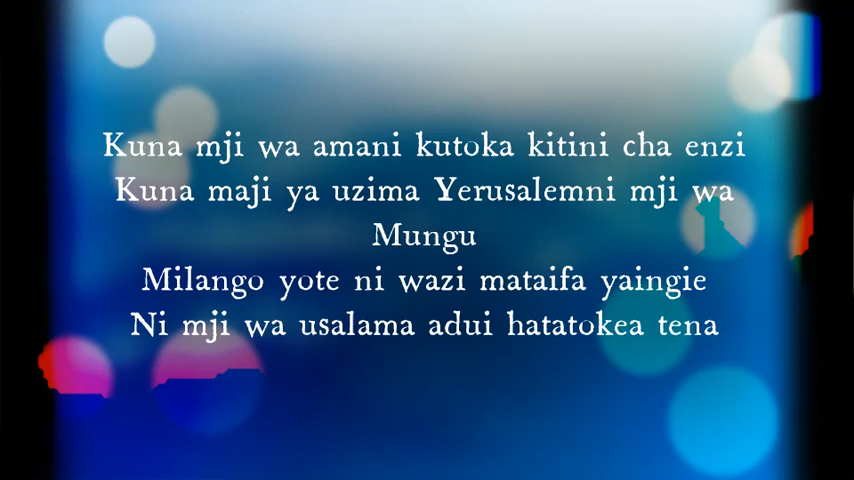 Kuna mji wa amani kutoka kitini cha enzi
Kuna maji ya uzima Yerusalemni mji wa
Mungu
Milango yote ni wazi mataifa yaingie
Ni mji wa usalama adui hatatokea tena